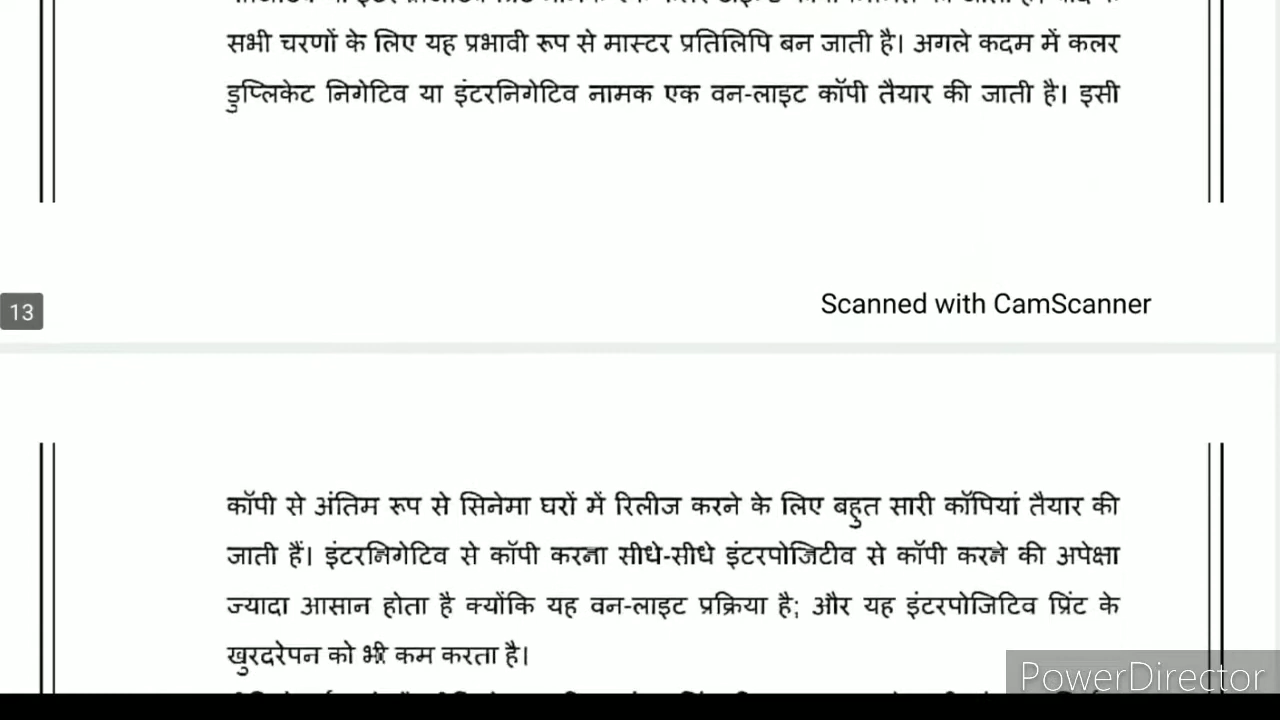 सभी चरणों के लिए यह प्रभावी रूप से मास्टर प्रतिलिपि बन जाती है। अगले कदम में कलर
डुप्लिकेट निगेटिव या इंटरनिगेटिव नामक एक वन-लाइट कॉपी तैयार की जाती है। इसी
13
Scanned with CamScanner
कॉपी से अंतिम रूप से सिनेमा घरों में रिलीज करने के लिए बहुत सारी कॉपियां तैयार की
जाती हैं। इंटरनिगेटिव से कॉपी करना सीधे-सीधे इंटरपोजिटीव से कॉपी करने की अपेक्षा
ज्यादा आसान होता है क्योंकि यह वन-लाइट प्रक्रिया है; और यह इंटरपोजिटिव प्रिंट के
खुरदरेपन को भी कम करता है।
PowerDirector